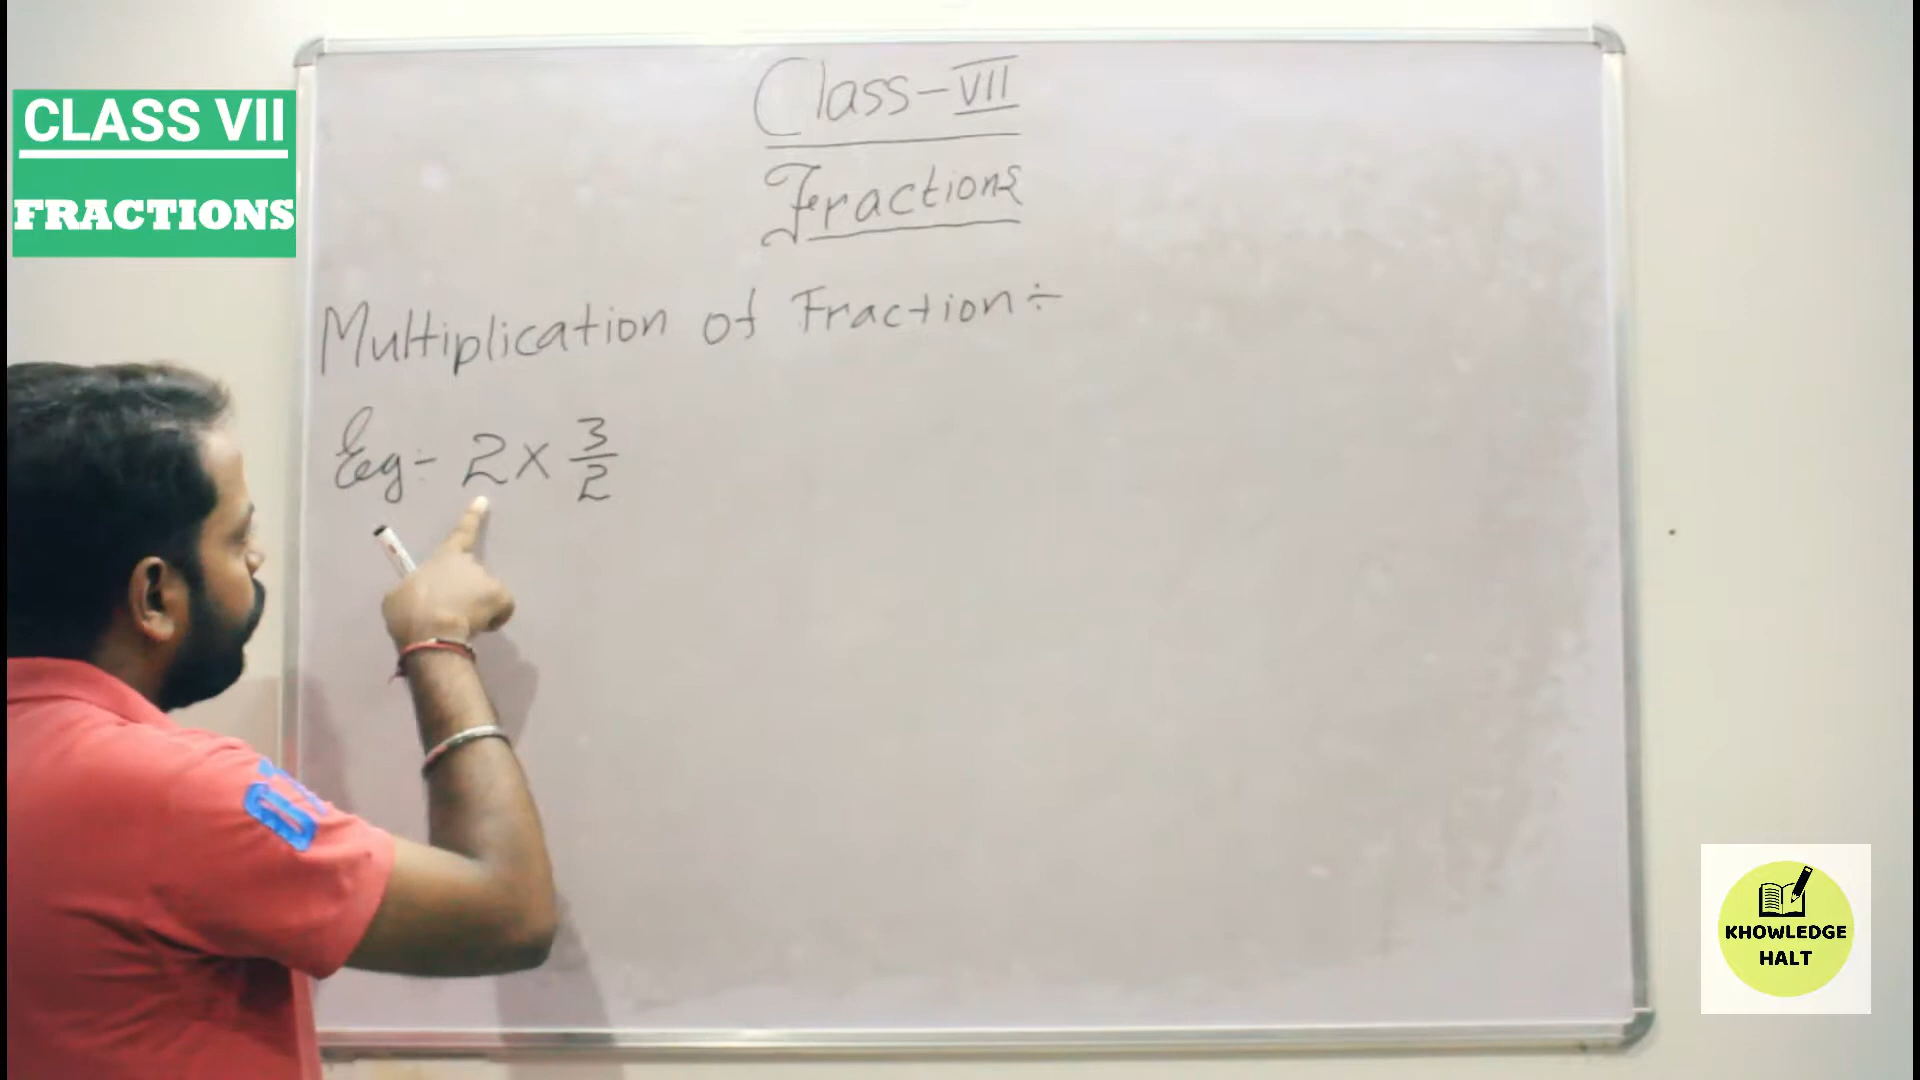 CLASS VII
FRACTIONS
Class-VII
Fractions
Multiplication of Fraction÷
Eg÷ 2 × 3/2
KHOWLEDGE
HALT